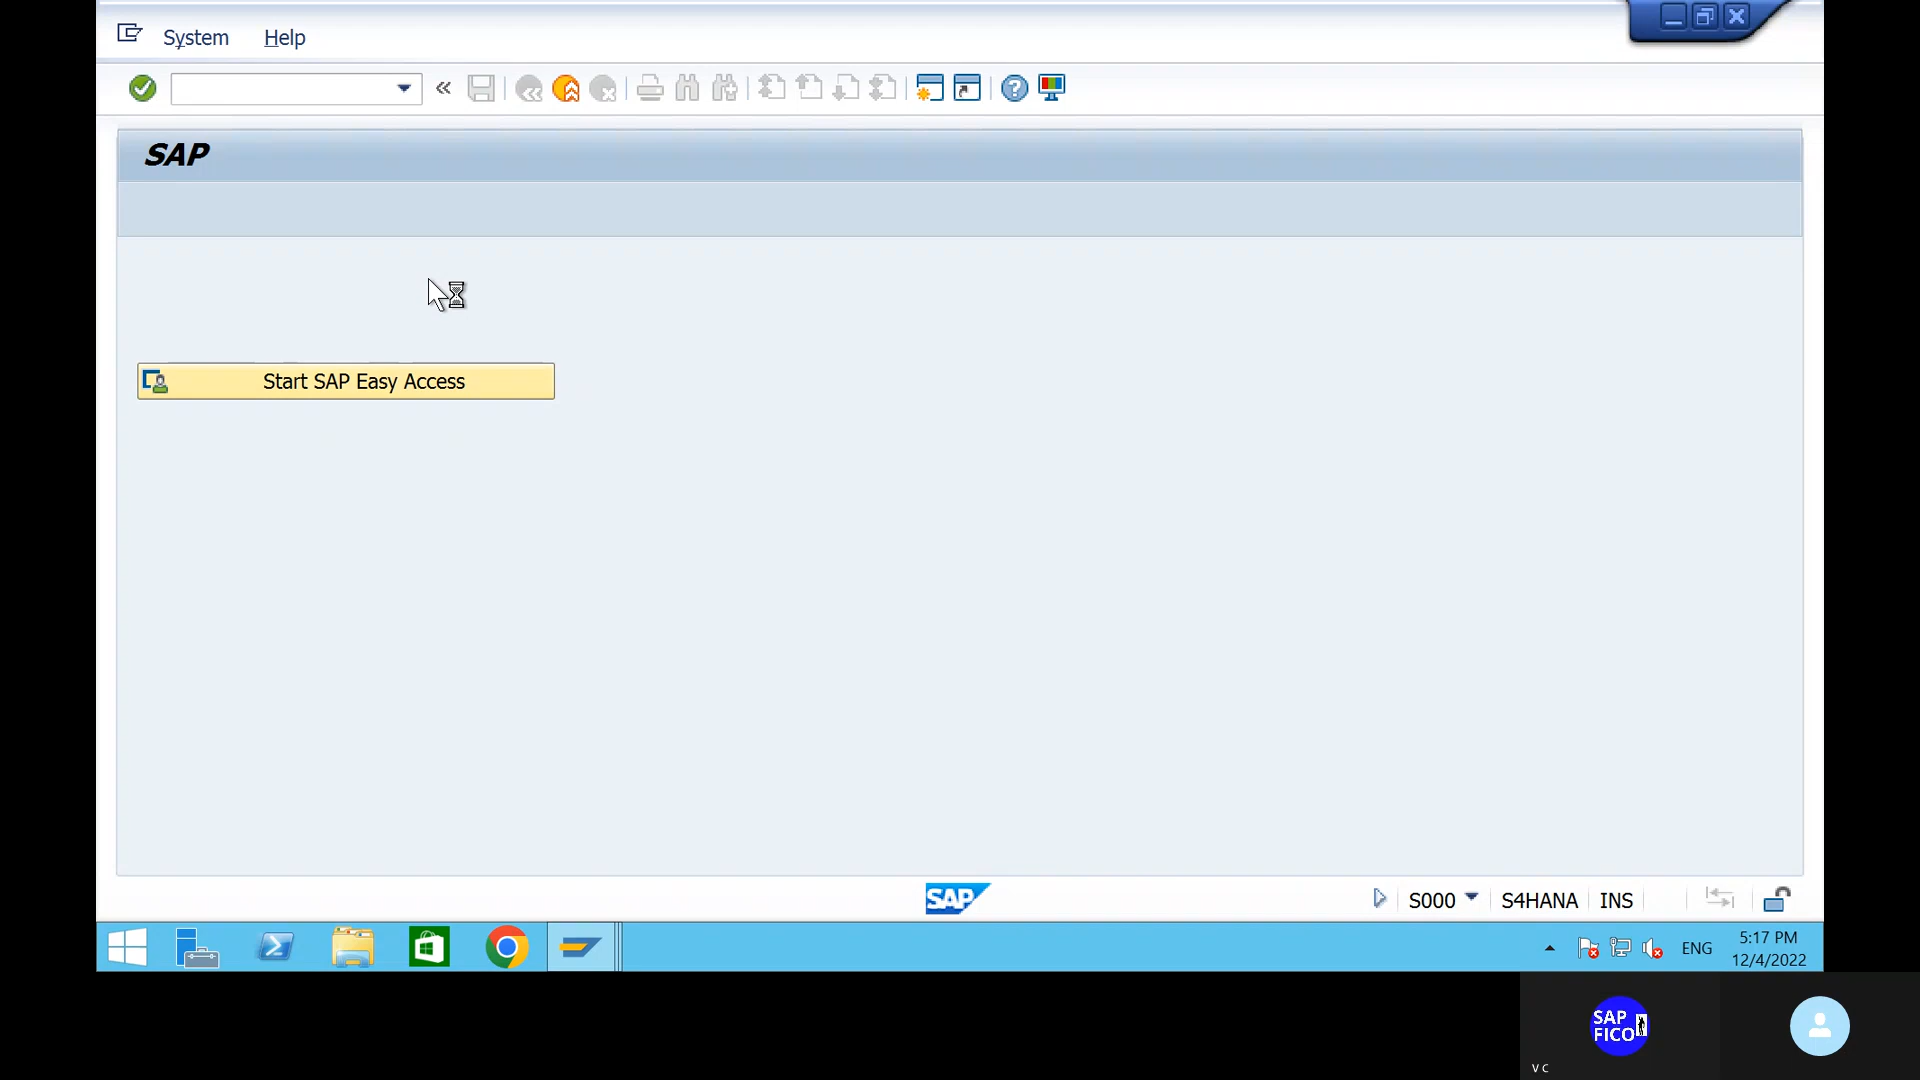 System Help
SAP
Start SAP Easy Access
SAP
S000 S4HANA INS
ENG
5:17 PM
12/4/2022
SAP
FICO
V C